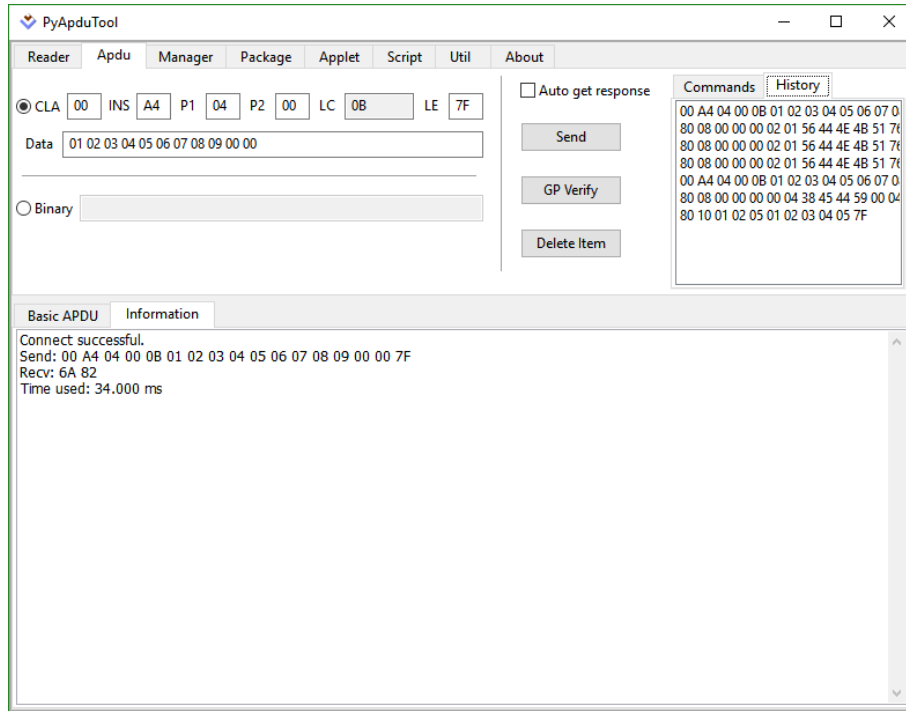 PyApduTool
Reader Apdu Manager Package Applet Script Util About
CLA 00 INS A4 P1 04 P2 00 LC 0B LE 7F
Data 01 02 03 04 05 06 07 08 09 00 00
Binary
Auto get response
Send
GP Verify
Delete Item
Commands History
00 A4 04 00 0B 01 02 03 04 05 06 07
80 08 00 00 00 02 01 56 44 4E 4B 51
80 08 00 00 00 02 01 56 44 4E 4B 51
80 08 00 00 00 02 01 56 44 4E 4B 51
00 A4 04 00 0B 01 02 03 04 05 06 07
80 08 00 00 00 00 04 38 45 44 59 00
80 10 01 02 05 01 02 03 04 05 7F
Basic APDU Information
Connect successful.
Send: 00 A4 04 00 0B 01 02 03 04 05 06 07 08 09 00 00 7F
Recv: 6A 82
Time used: 34.000 ms